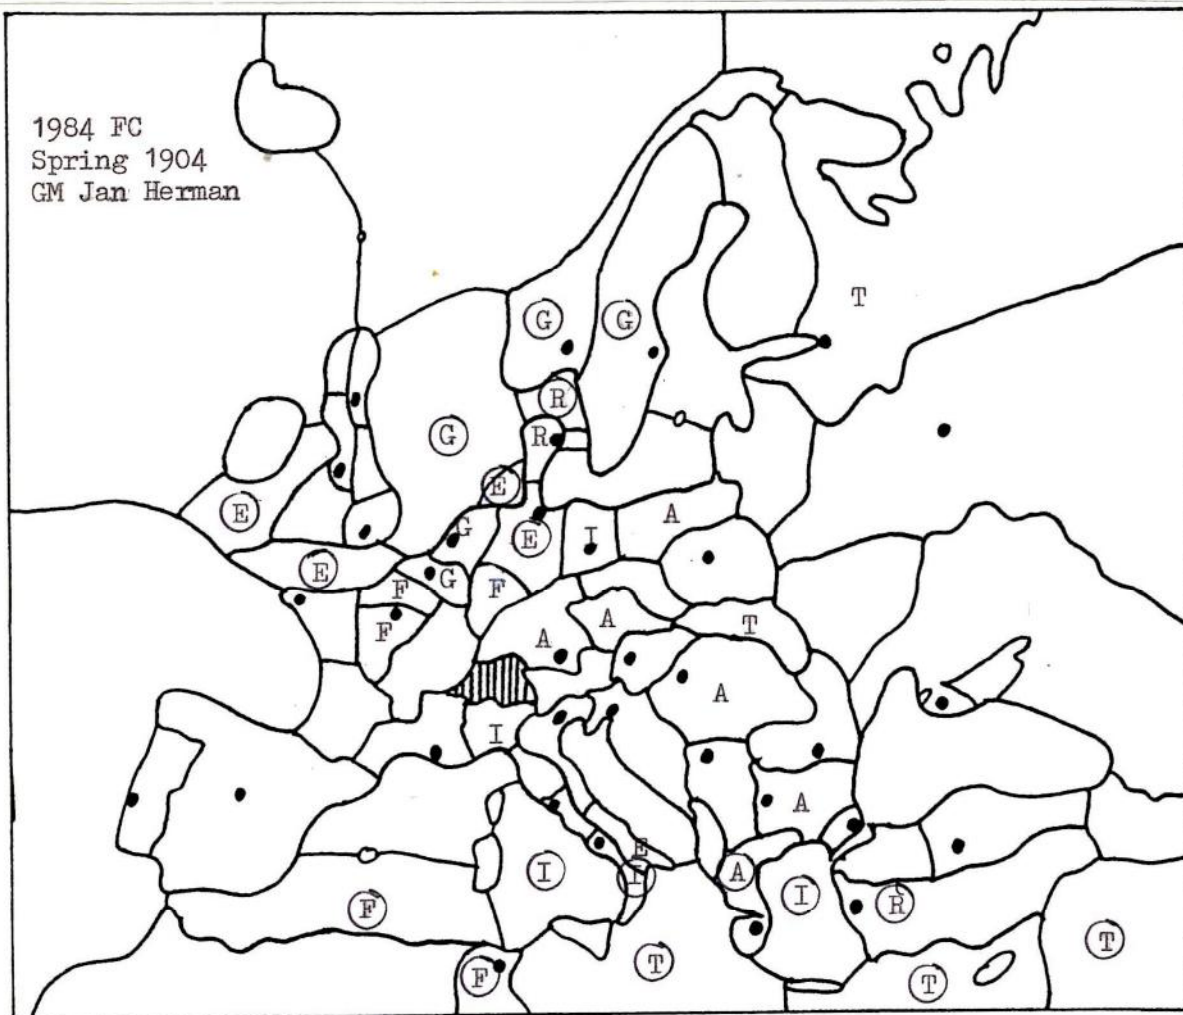 1984 FC
Spring 1904
GM Jan Herman
T
G G
R
G R
E
E G A
E I
E
F G F
F A A T
A
I
A
E
I I A I
F R
F T T T